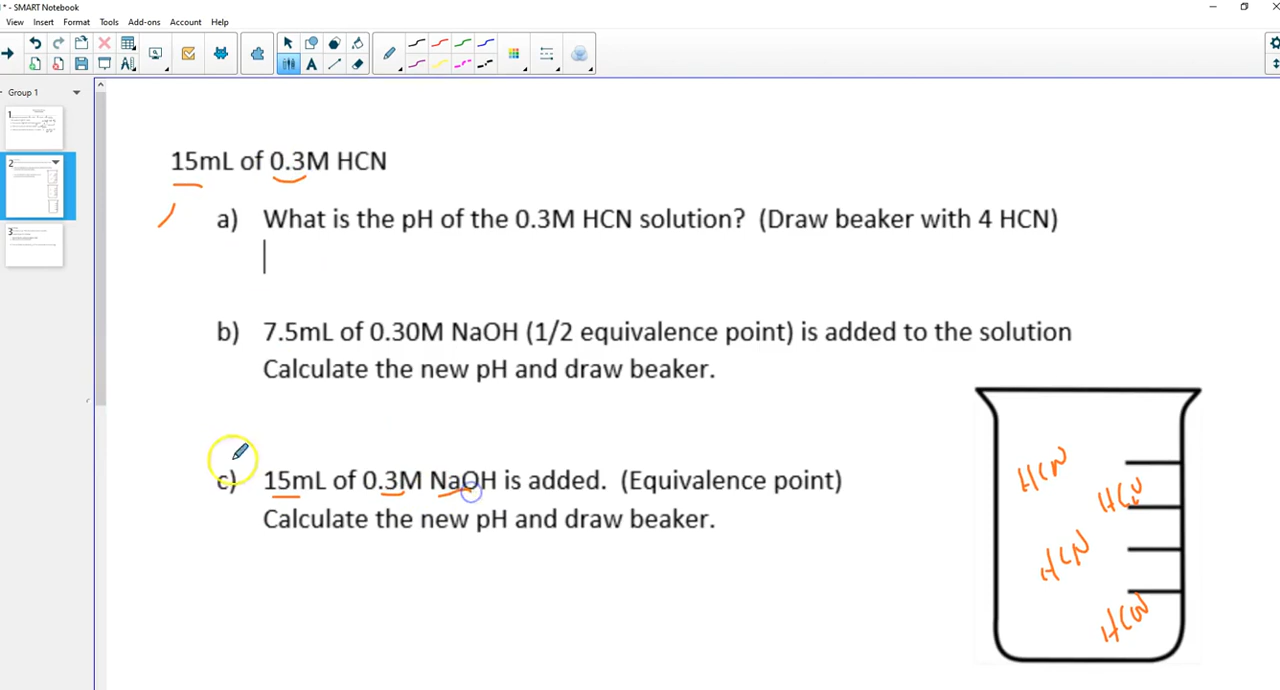 * - SMART Notebook
View Insert Format Tools Add-ons Account Help
Group 1
1
2
3
15mL of 0.3M HCN
a) What is the pH of the 0.3M HCN solution? (Draw beaker with 4 HCN)
b) 7.5mL of 0.30M NaOH (1/2 equivalence point) is added to the solution
Calculate the new pH and draw beaker.
c) 15mL of 0.3M NaOH is added. (Equivalence point)
Calculate the new pH and draw beaker.
HCN
HCN
HCN
HCN